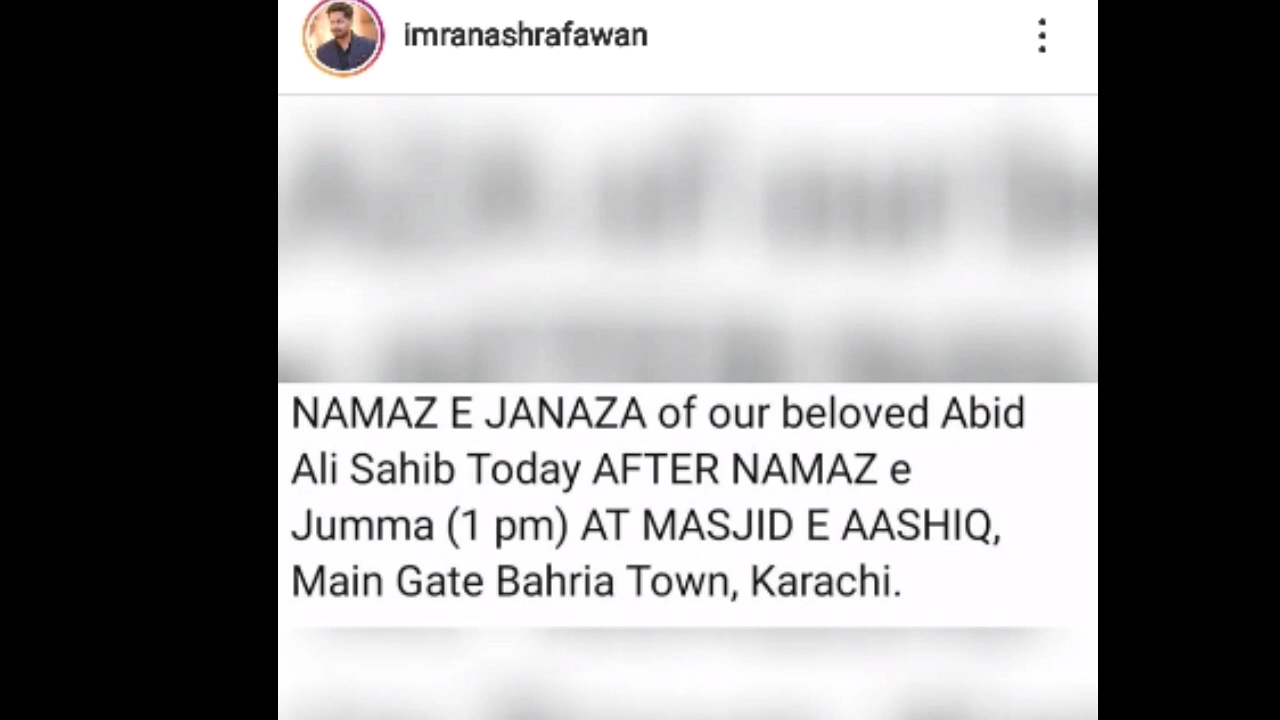 imranashrafawan
NAMAZ E JANAZA of our beloved Abid
Ali Sahib Today AFTER NAMAZ e
Jumma (1 pm) AT MASJID E AASHIQ,
Main Gate Bahria Town, Karachi.